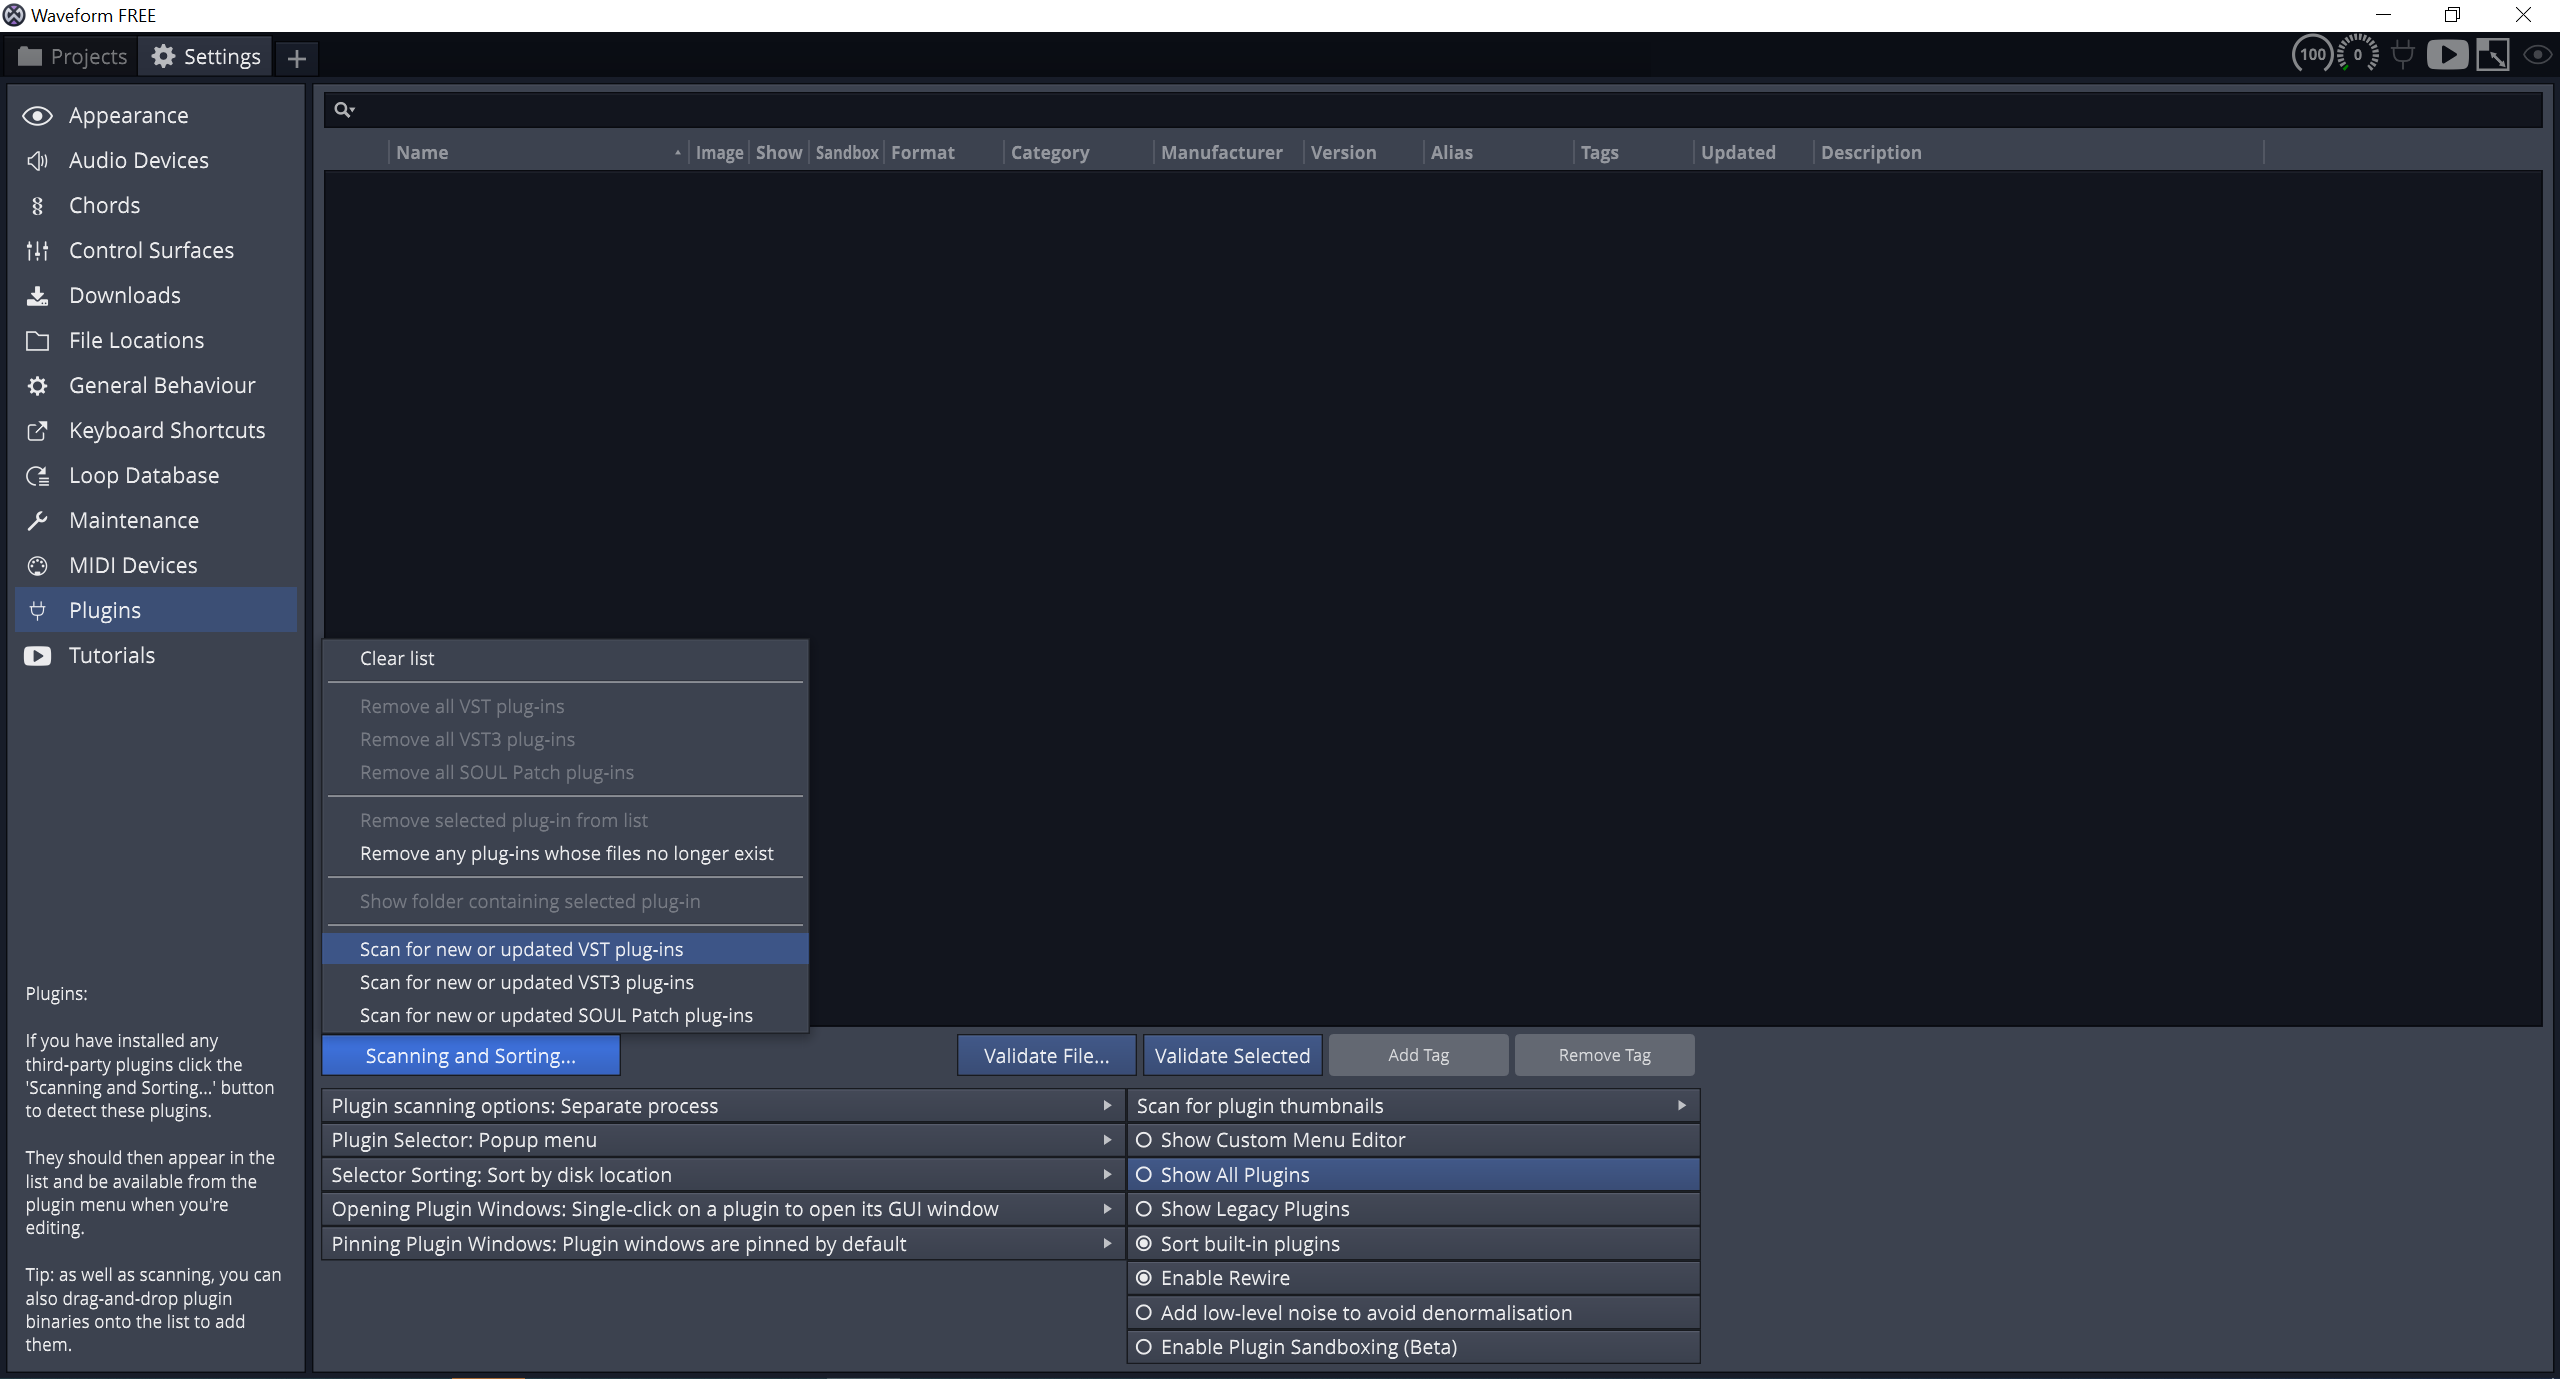 Waveform FREE
Projects
Settings
+
100
0
Appearance
Audio Devices
Chords
Control Surfaces
Downloads
File Locations
General Behaviour
Keyboard Shortcuts
Loop Database
Maintenance
MIDI Devices
Plugins
Tutorials
Plugins:
If you have installed any
third-party plugins click the
'Scanning and Sorting...' button
to detect these plugins.
They should then appear in the
list and be available from the
plugin menu when you're
editing.
Tip: as well as scanning, you can
also drag-and-drop plugin
binaries onto the list to add
them.
Name Image Show Sandbox Format Category Manufacturer Version Alias Tags Updated Description
Clear list
Remove all VST plug-ins
Remove all VST3 plug-ins
Remove all SOUL Patch plug-ins
Remove selected plug-in from list
Remove any plug-ins whose files no longer exist
Show folder containing selected plug-in
Scan for new or updated VST plug-ins
Scan for new or updated VST3 plug-ins
Scan for new or updated SOUL Patch plug-ins
Scanning and Sorting...
Validate File...
Validate Selected
Add Tag
Remove Tag
Plugin scanning options: Separate process
Plugin Selector: Popup menu
Selector Sorting: Sort by disk location
Opening Plugin Windows: Single-click on a plugin to open its GUI window
Pinning Plugin Windows: Plugin windows are pinned by default
Scan for plugin thumbnails
Show Custom Menu Editor
Show All Plugins
Show Legacy Plugins
Sort built-in plugins
Enable Rewire
Add low-level noise to avoid denormalisation
Enable Plugin Sandboxing (Beta)